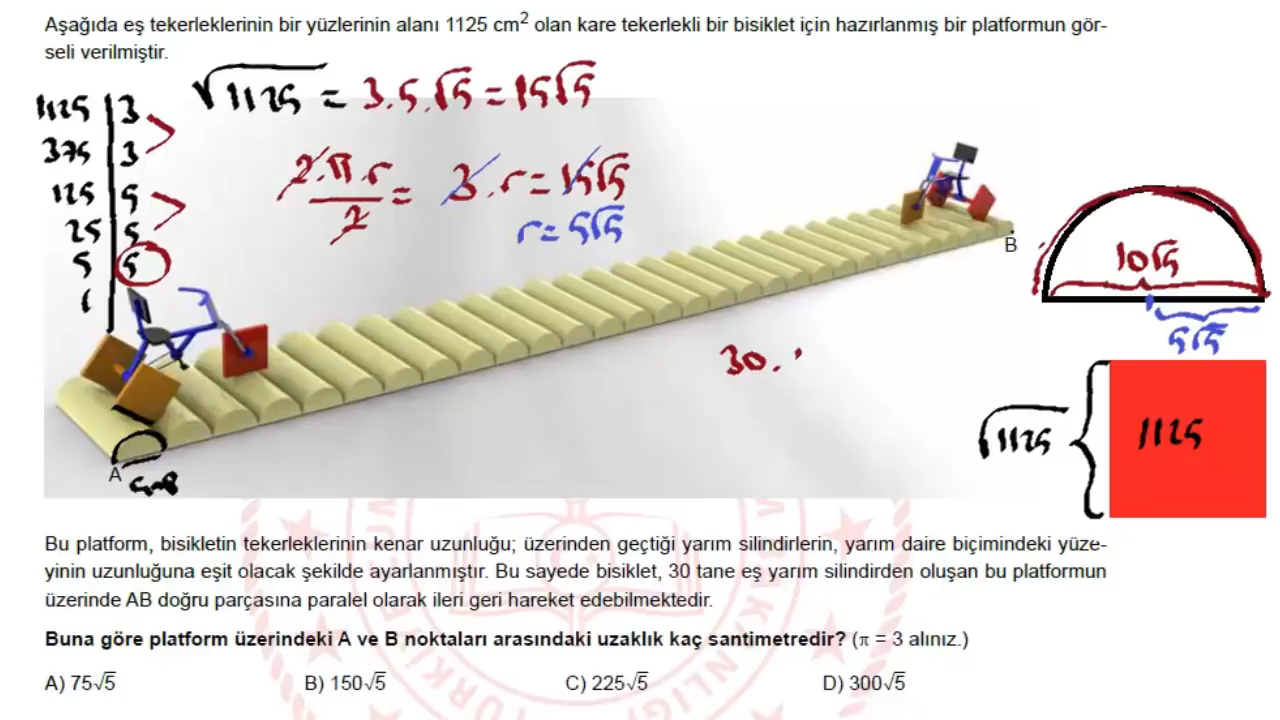 Aşağıda eş tekerleklerinin bir yüzlerinin alanı 1125 cm² olan kare tekerlekli bir bisiklet için hazırlanmış bir platformun gör-
seli verilmiştir.
√1125 = 3.5.√5 = 15√5
1125 | 3
375 | 3
125 | 5
25 | 5
5 | 5
1
2.π.r/2 = 3.r = 15√5
r = 5√5
B
10√5
5√5
30.
√1125
1125
A
Bu platform, bisikletin tekerleklerinin kenar uzunluğu; üzerinden geçtiği yarım silindirlerin, yarım daire biçimindeki yüze-
yinin uzunluğuna eşit olacak şekilde ayarlanmıştır. Bu sayede bisiklet, 30 tane eş yarım silindirden oluşan bu platformun
üzerinde AB doğru parçasına paralel olarak ileri geri hareket edebilmektedir.
Buna göre platform üzerindeki A ve B noktaları arasındaki uzaklık kaç santimetredir? (π = 3 alınız.)
A) 75√5 B) 150√5 C) 225√5 D) 300√5